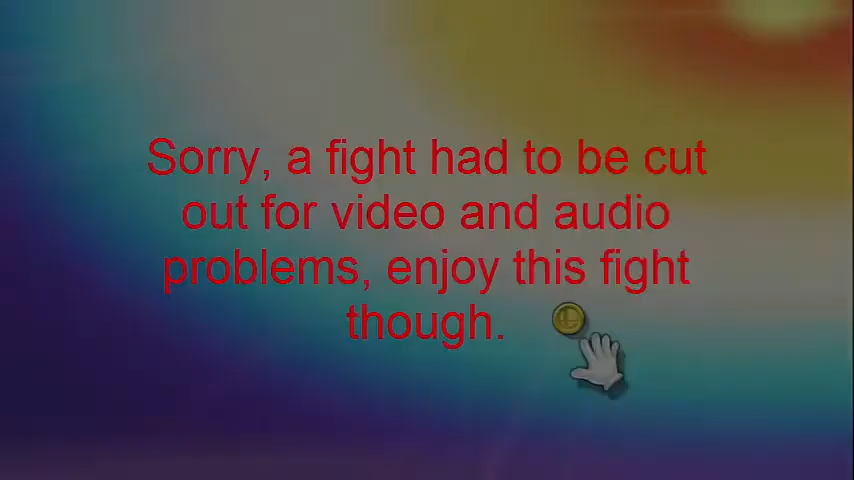 Sorry, a fight had to be cut
out for video and audio
problems, enjoy this fight
though.